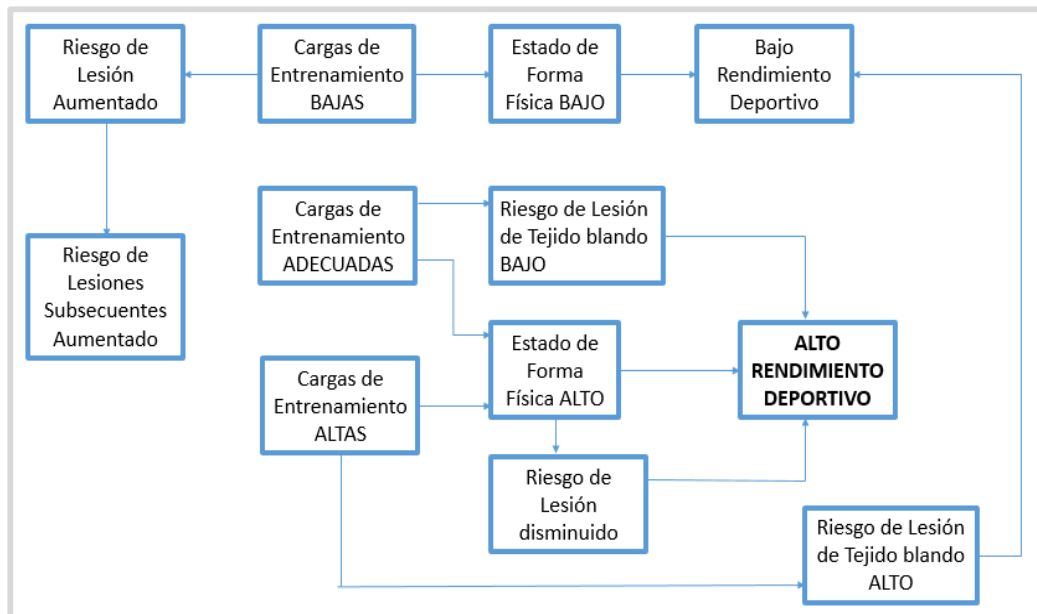 Riesgo de
Lesión
Aumentado
Cargas de
Entrenamiento
BAJAS
Estado de
Forma
Física BAJO
Bajo
Rendimiento
Deportivo
Riesgo de
Lesiones
Subsecuentes
Aumentado
Cargas de
Entrenamiento
ADECUADAS
Riesgo de Lesión
de Tejido blando
BAJO
Cargas de
Entrenamiento
ALTAS
Estado de
Forma
Física ALTO
ALTO
RENDIMIENTO
DEPORTIVO
Riesgo de
Lesión
disminuido
Riesgo de Lesión
de Tejido blando
ALTO